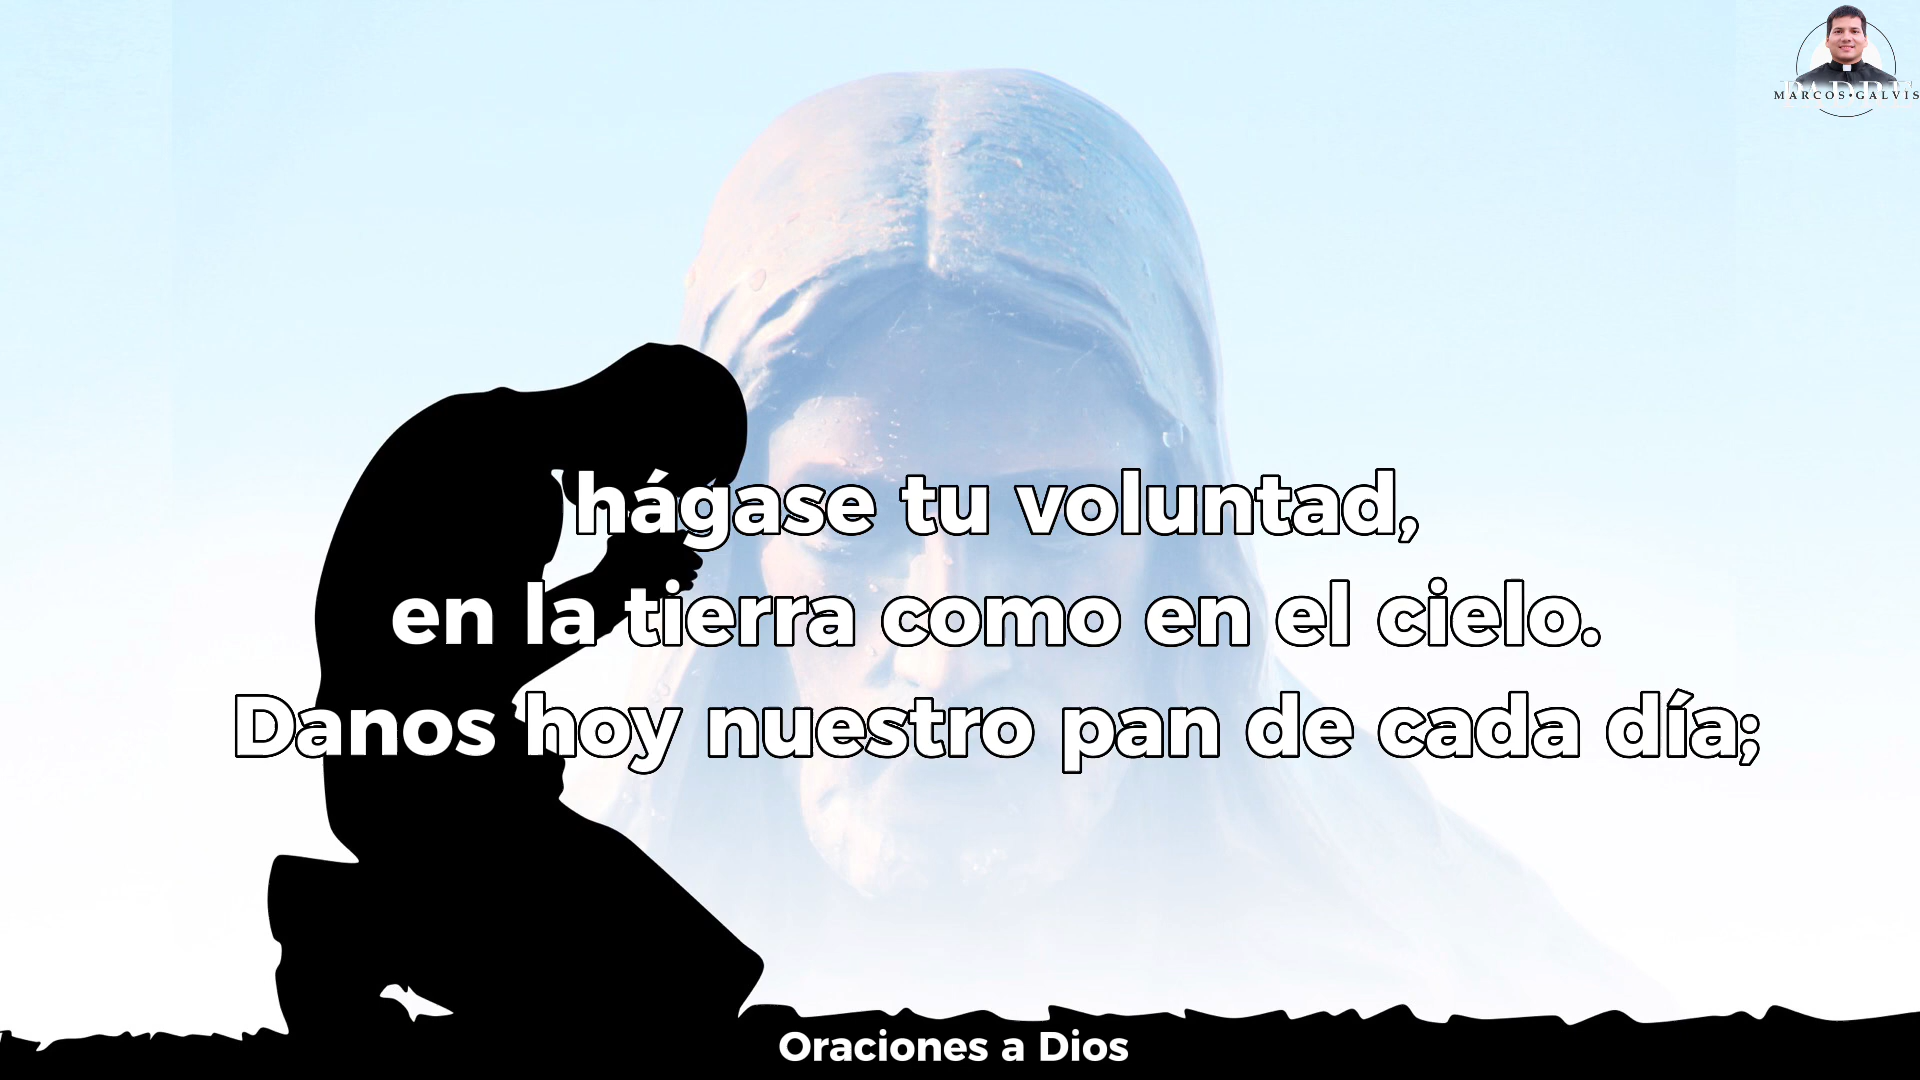 PADRE
MARCOS•GALVIS
hágase tu voluntad,
en la tierra como en el cielo.
Danos hoy nuestro pan de cada día;
Oraciones a Dios